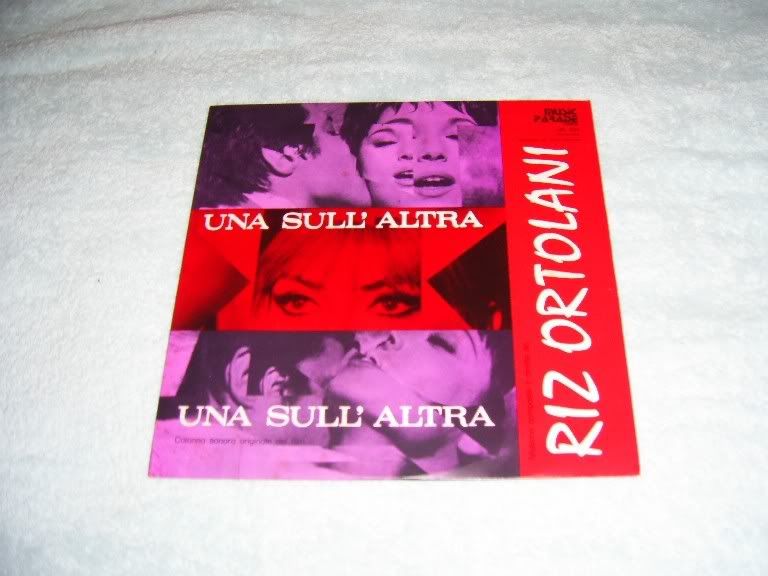 MUSIC
PARADE
UNA SULL' ALTRA
UNA SULL' ALTRA
Colonna sonora originale del film
RIZ ORTOLANI